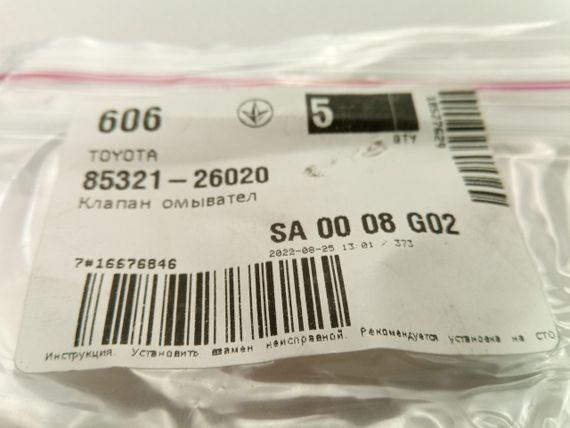 606
5
QTY
TOYOTA
85321-26020
Клапан омывател
SA 00 08 G02
2022-08-25 13:01 / 373
7#16676846
Инструкция. Установить взамен неисправной. Рекомендуется установка на СТО